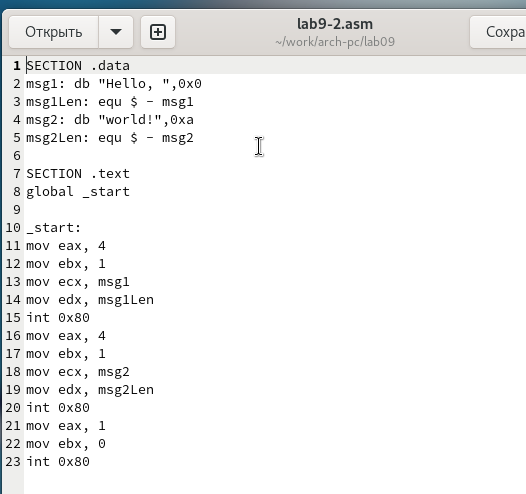 Открыть
lab9-2.asm
~/work/arch-pc/lab09
Сохра
1 SECTION .data
2 msg1: db "Hello, ",0x0
3 msg1Len: equ $ - msg1
4 msg2: db "world!",0xa
5 msg2Len: equ $ - msg2
6
7 SECTION .text
8 global _start
9
10 _start:
11 mov eax, 4
12 mov ebx, 1
13 mov ecx, msg1
14 mov edx, msg1Len
15 int 0x80
16 mov eax, 4
17 mov ebx, 1
18 mov ecx, msg2
19 mov edx, msg2Len
20 int 0x80
21 mov eax, 1
22 mov ebx, 0
23 int 0x80